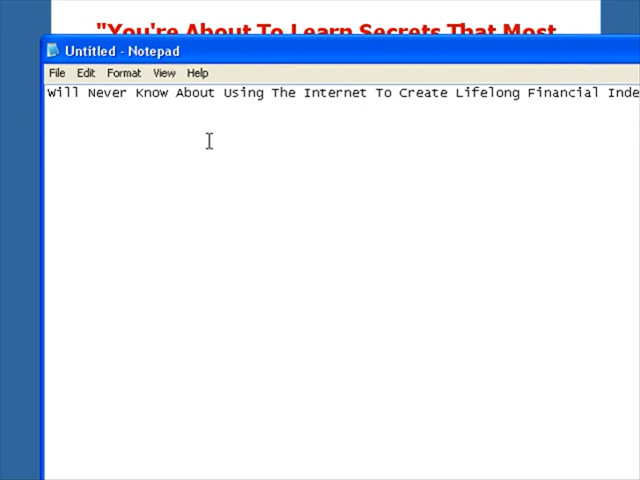 "You're About To Learn Secrets That Most
Untitled - Notepad
File Edit Format View Help
Will Never Know About Using The Internet To Create Lifelong Financial Inde